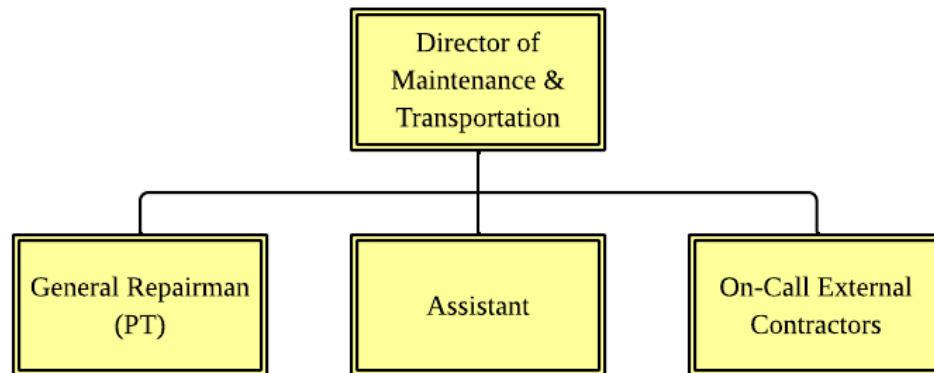 Director of
Maintenance &
Transportation
General Repairman
(PT)
Assistant
On-Call External
Contractors